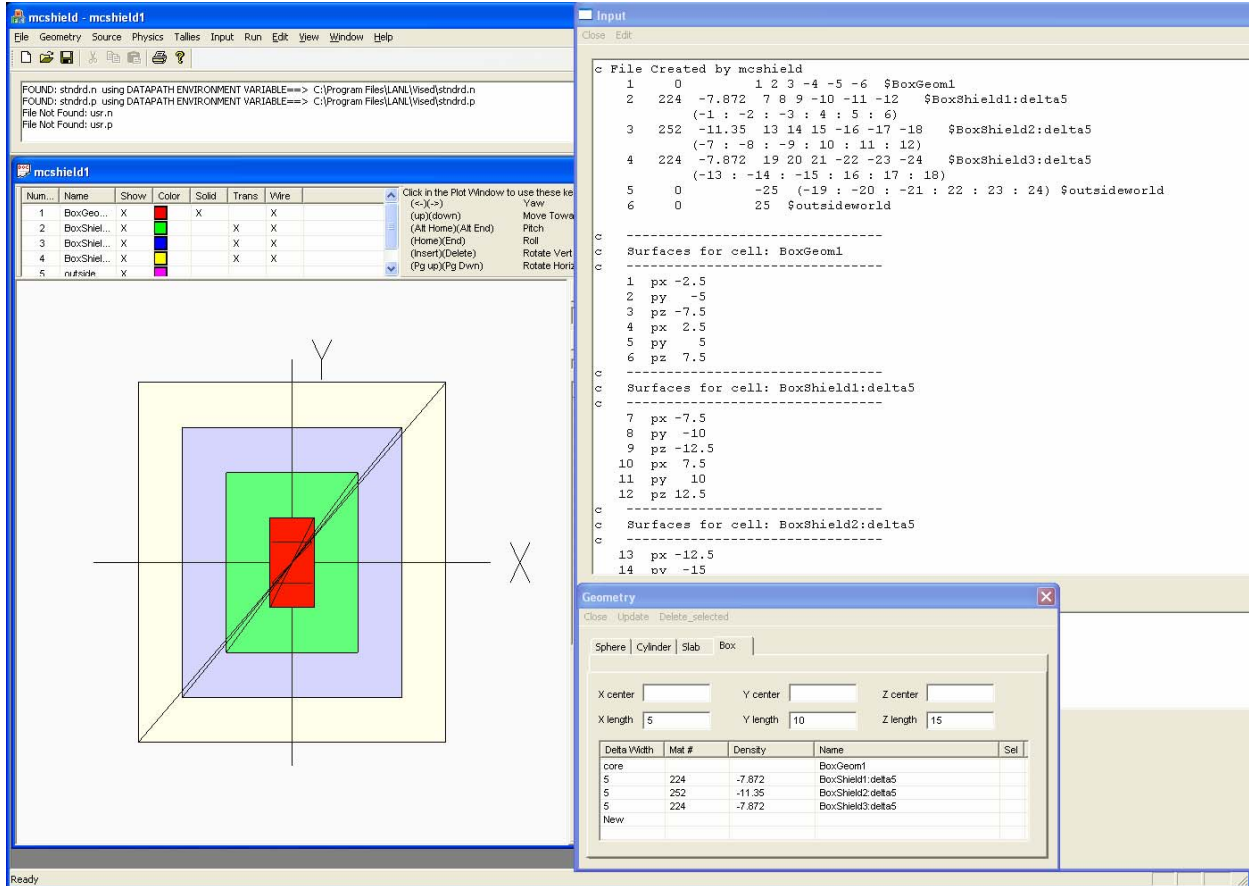 mcshield - mcshield1
File Geometry Source Physics Tallies Input Run Edit View Window Help
FOUND: stndrd.n using DATAPATH ENVIRONMENT VARIABLE==> C:\Program Files\LANL\Vised\stndrd.n
FOUND: stndrd.p using DATAPATH ENVIRONMENT VARIABLE==> C:\Program Files\LANL\Vised\stndrd.p
File Not Found: usr.n
File Not Found: usr.p
mcshield1
Num... Name Show Color Solid Trans Wire
1 BoxGeo... X X X
2 BoxShiel... X X X
3 BoxShiel... X X X
4 BoxShiel... X X X
5 outside X
Click in the Plot Window to use these ke
(<-)(->) Yaw
(up)(down) Move Towa
(Alt Home)(Alt End) Pitch
(Home)(End) Roll
(Insert)(Delete) Rotate Vert
(Pg up)(Pg Dwn) Rotate Horiz
Y
X
Ready
Input
Close Edit
c File Created by mcshield
1 0 1 2 3 -4 -5 -6 $BoxGeom1
2 224 -7.872 7 8 9 -10 -11 -12 $BoxShield1:delta5
(-1 : -2 : -3 : 4 : 5 : 6)
3 252 -11.35 13 14 15 -16 -17 -18 $BoxShield2:delta5
(-7 : -8 : -9 : 10 : 11 : 12)
4 224 -7.872 19 20 21 -22 -23 -24 $BoxShield3:delta5
(-13 : -14 : -15 : 16 : 17 : 18)
5 0 -25 (-19 : -20 : -21 : 22 : 23 : 24) $outsideworld
6 0 25 $outsideworld
c -------------------------------
c Surfaces for cell: BoxGeom1
c -------------------------------
1 px -2.5
2 py -5
3 pz -7.5
4 px 2.5
5 py 5
6 pz 7.5
c -------------------------------
c Surfaces for cell: BoxShield1:delta5
c -------------------------------
7 px -7.5
8 py -10
9 pz -12.5
10 px 7.5
11 py 10
12 pz 12.5
c -------------------------------
c Surfaces for cell: BoxShield2:delta5
c -------------------------------
13 px -12.5
14 py -15
Geometry
Close Update Delete_selected
Sphere Cylinder Slab Box
X center Y center Z center
X length 5 Y length 10 Z length 15
Delta Width Mat # Density Name Sel
core BoxGeom1
5 224 -7.872 BoxShield1:delta5
5 252 -11.35 BoxShield2:delta5
5 224 -7.872 BoxShield3:delta5
New